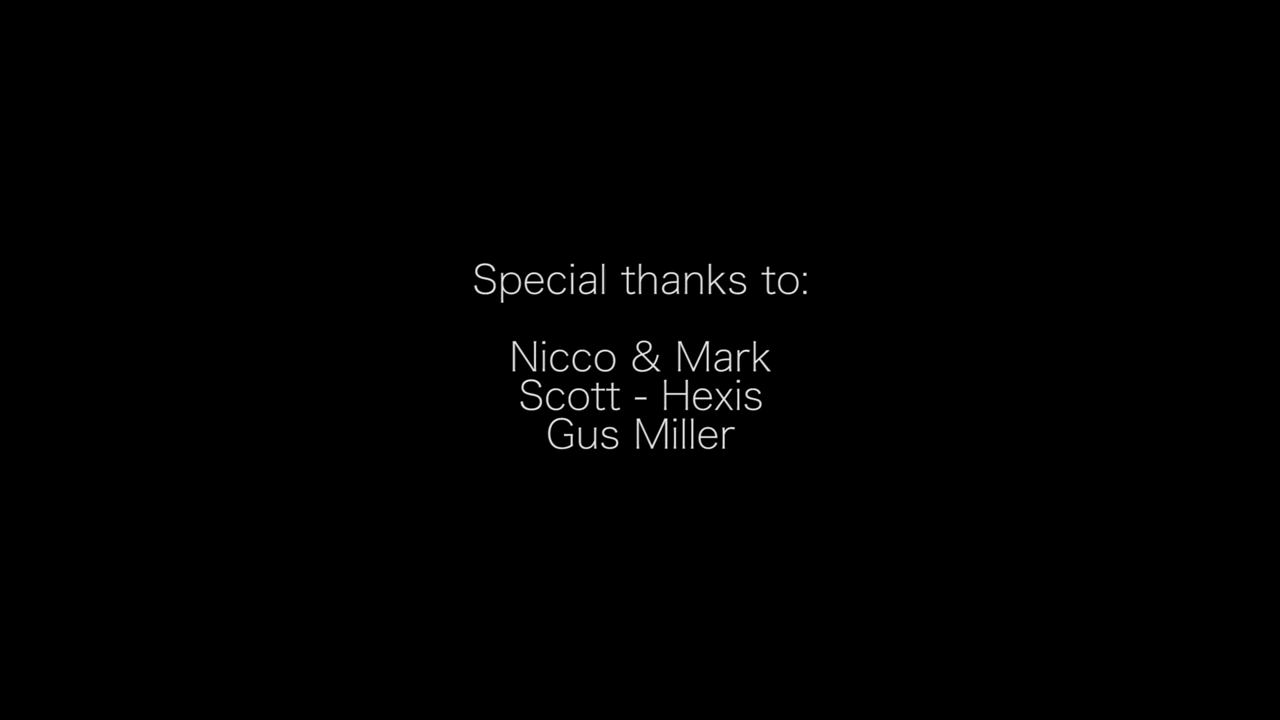 Special thanks to:
Nicco & Mark
Scott - Hexis
Gus Miller